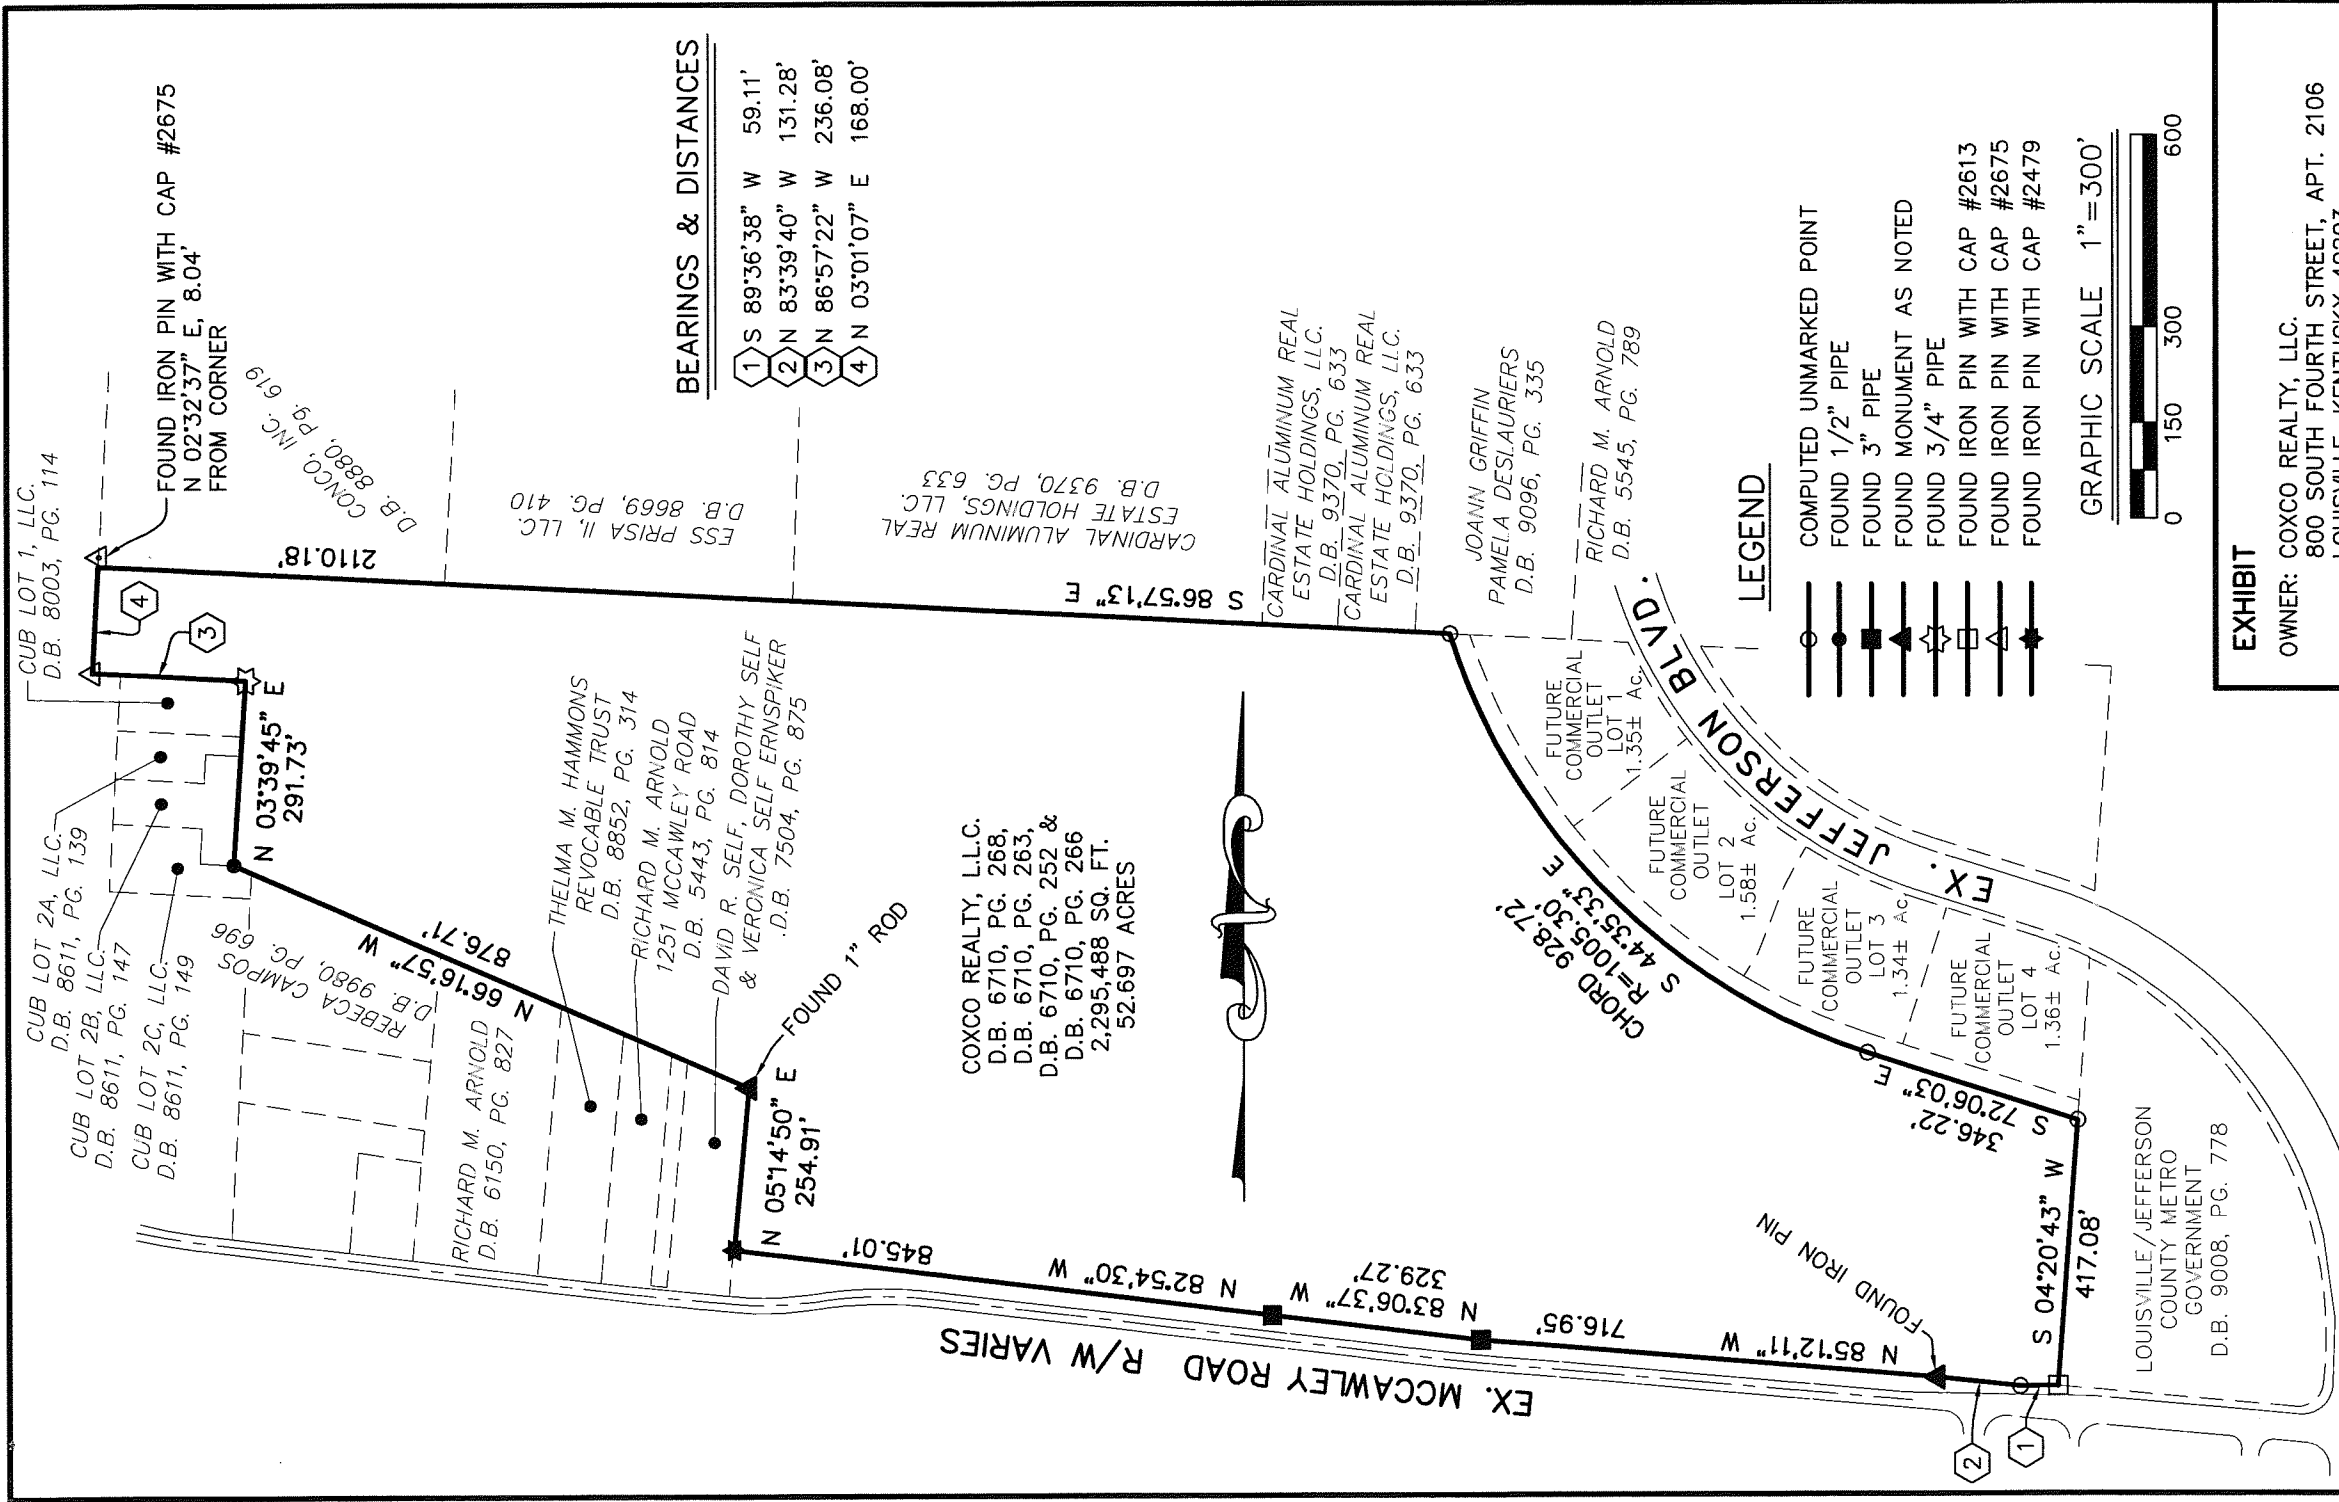 CUB LOT 1, LLC.
D.B. 8003, PG. 114
FOUND IRON PIN WITH CAP #2675
N 02°32'37" E, 8.04'
FROM CORNER
CONCO, INC.
D.B. 8880, Pg. 619
4
3
2110.18'
S 86°57'13" E
ESS PRISA II, LLC.
D.B. 8669, PG. 410
CARDINAL ALUMINUM REAL
ESTATE HOLDINGS, LLC.
D.B. 9370, PG. 633
CARDINAL ALUMINUM REAL
ESTATE HOLDINGS, LLC.
D.B. 9370, PG. 633
CARDINAL ALUMINUM REAL
ESTATE HOLDINGS, LLC.
D.B. 9370, PG. 633
JOANN GRIFFIN
PAMELA DESLAURIERS
D.B. 9096, PG. 335
RICHARD M. ARNOLD
D.B. 5545, PG. 789
BEARINGS & DISTANCES
1 S 89°36'38" W 59.11'
2 N 83°39'40" W 131.28'
3 N 86°57'22" W 236.08'
4 N 03°01'07" E 168.00'
CUB LOT 2A, LLC.
D.B. 8611, PG. 139
CUB LOT 2B, LLC.
D.B. 8611, PG. 147
CUB LOT 2C, LLC.
D.B. 8611, PG. 149
N 03°39'45" E
291.73'
REBECA CAMPOS
D.B. 9980, PG. 696
876.71'
N 66°16'57" W
RICHARD M. ARNOLD
D.B. 6150, PG. 827
THELMA M. HAMMONS
REVOCABLE TRUST
D.B. 8852, PG. 314
RICHARD M. ARNOLD
1251 MCCAWLEY ROAD
D.B. 5443, PG. 814
DAVID R. SELF, DOROTHY SELF
& VERONICA SELF ERNSPIKER
D.B. 7504, PG. 875
FOUND 1" ROD
N 05°14'50" E
254.91'
COXCO REALTY, L.L.C.
D.B. 6710, PG. 268,
D.B. 6710, PG. 263,
D.B. 6710, PG. 252 &
D.B. 6710, PG. 266
2,295,488 SQ. FT.
52.697 ACRES
845.01'
N 82°54'30" W
N 83°06'37" W
329.27'
716.95'
N 85°12'11" W
EX. MCCAWLEY ROAD R/W VARIES
FOUND IRON PIN
2
1
S 04°20'43" W
417.08'
346.22'
S 72°06'03" E
CHORD 928.72'
R=1005.30'
S 44°35'33" E
FUTURE
COMMERCIAL
OUTLET
LOT 1
1.35± Ac.
FUTURE
COMMERCIAL
OUTLET
LOT 2
1.58± Ac.
FUTURE
COMMERCIAL
OUTLET
LOT 3
1.34± Ac.
FUTURE
COMMERCIAL
OUTLET
LOT 4
1.36± Ac.
EX. JEFFERSON BLVD.
LOUISVILLE/JEFFERSON
COUNTY METRO
GOVERNMENT
D.B. 9008, PG. 778
LEGEND
COMPUTED UNMARKED POINT
FOUND 1/2" PIPE
FOUND 3" PIPE
FOUND MONUMENT AS NOTED
FOUND 3/4" PIPE
FOUND IRON PIN WITH CAP #2613
FOUND IRON PIN WITH CAP #2675
FOUND IRON PIN WITH CAP #2479
GRAPHIC SCALE 1"=300'
0 150 300 600
EXHIBIT
OWNER: COXCO REALTY, LLC.
800 SOUTH FOURTH STREET, APT. 2106
LOUISVILLE, KENTUCKY